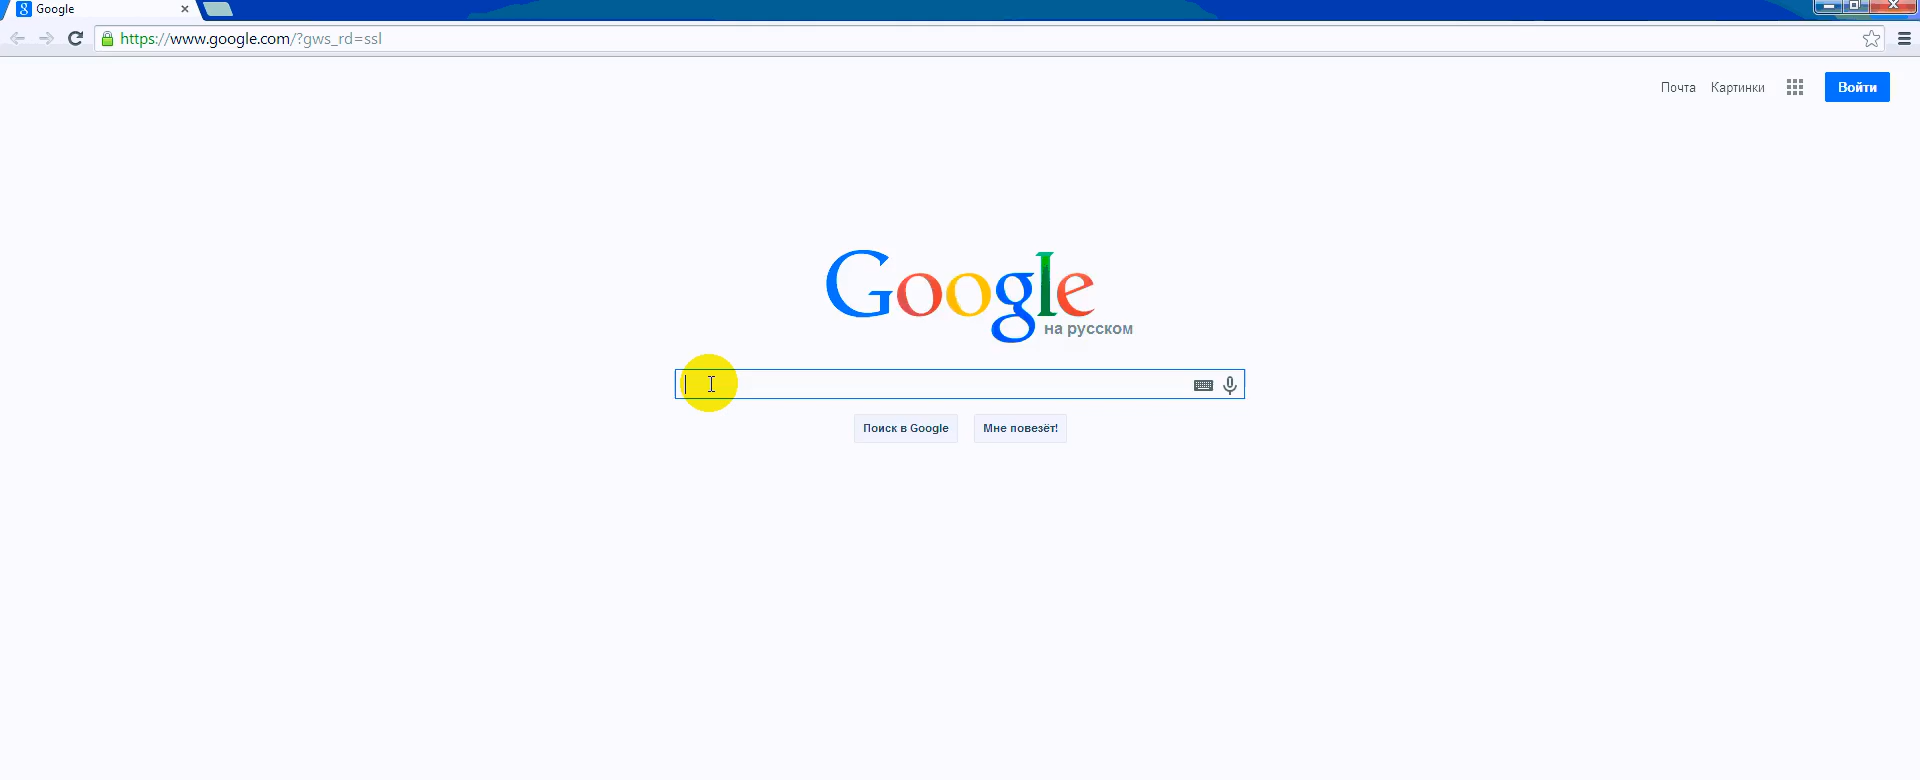 Google
https://www.google.com/?gws_rd=ssl
Почта Картинки Войти
Google
на русском
Поиск в Google Мне повезёт!